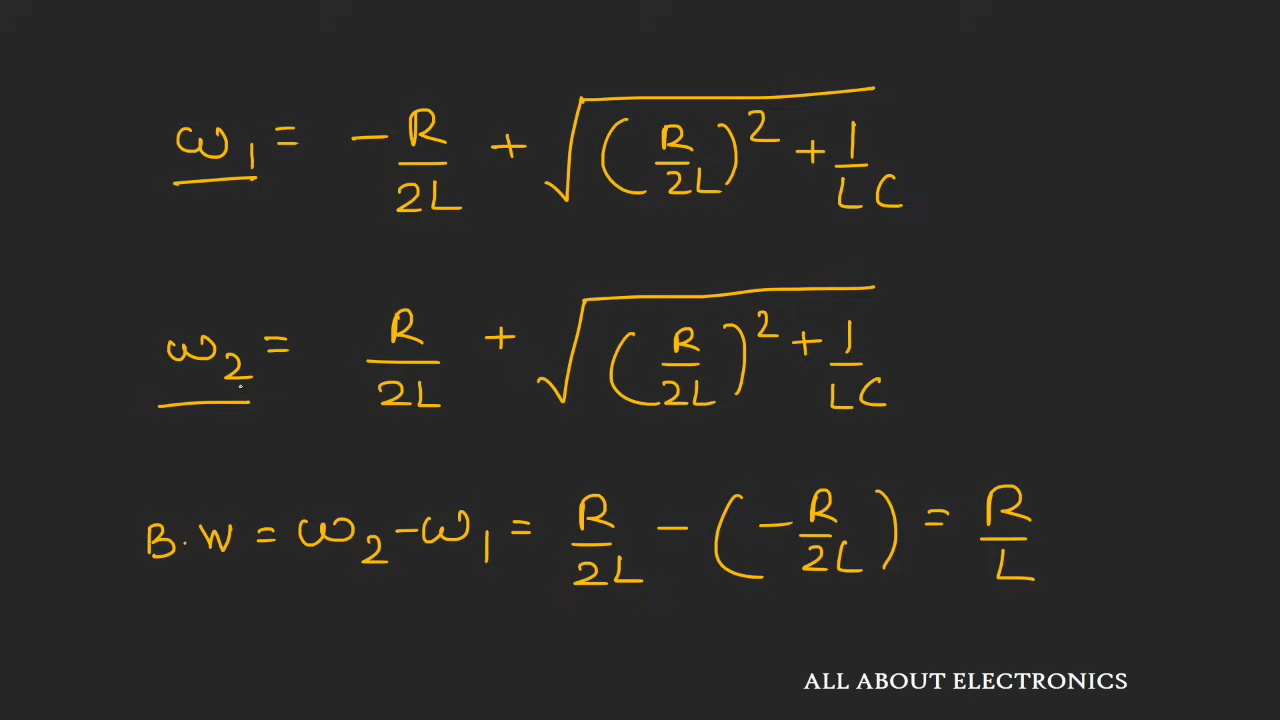 ω₁ = -R/2L + √((R/2L)² + 1/LC)
ω₂ = R/2L + √((R/2L)² + 1/LC)
B.W = ω₂-ω₁ = R/2L - (-R/2L) = R/L
ALL ABOUT ELECTRONICS